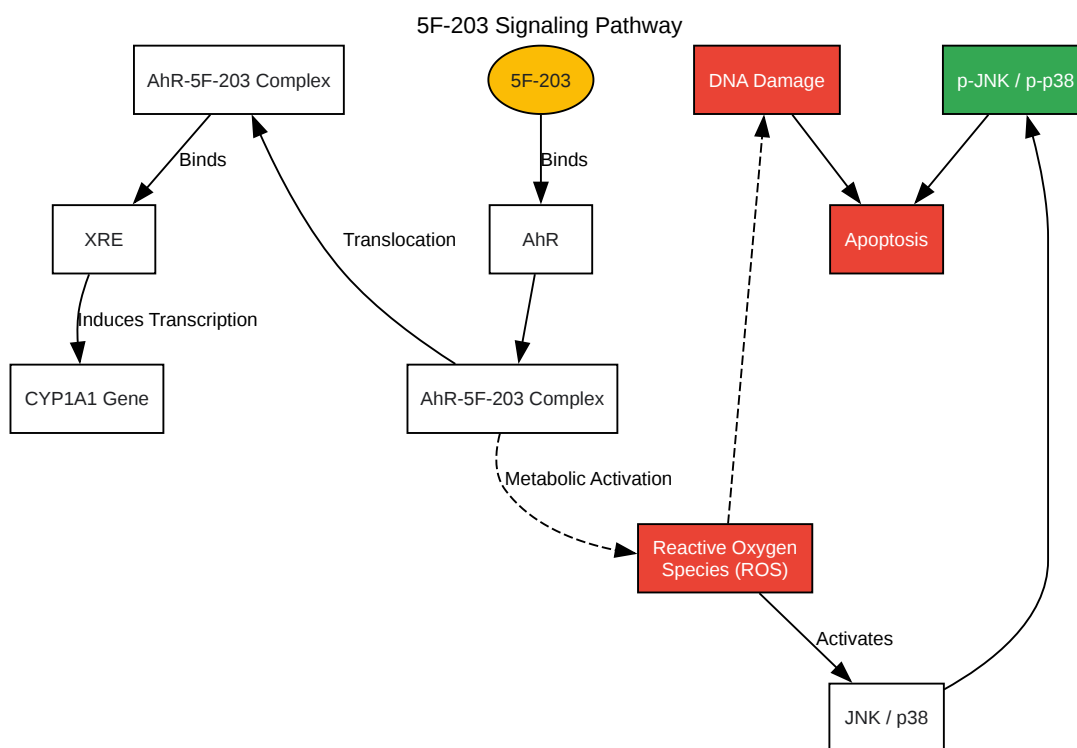 5F-203 Signaling Pathway
AhR-5F-203 Complex
5F-203
DNA Damage
p-JNK / p-p38
Binds
Binds
XRE
Translocation
AhR
Apoptosis
Induces Transcription
CYP1A1 Gene
AhR-5F-203 Complex
Metabolic Activation
Reactive Oxygen
Species (ROS)
Activates
JNK / p38